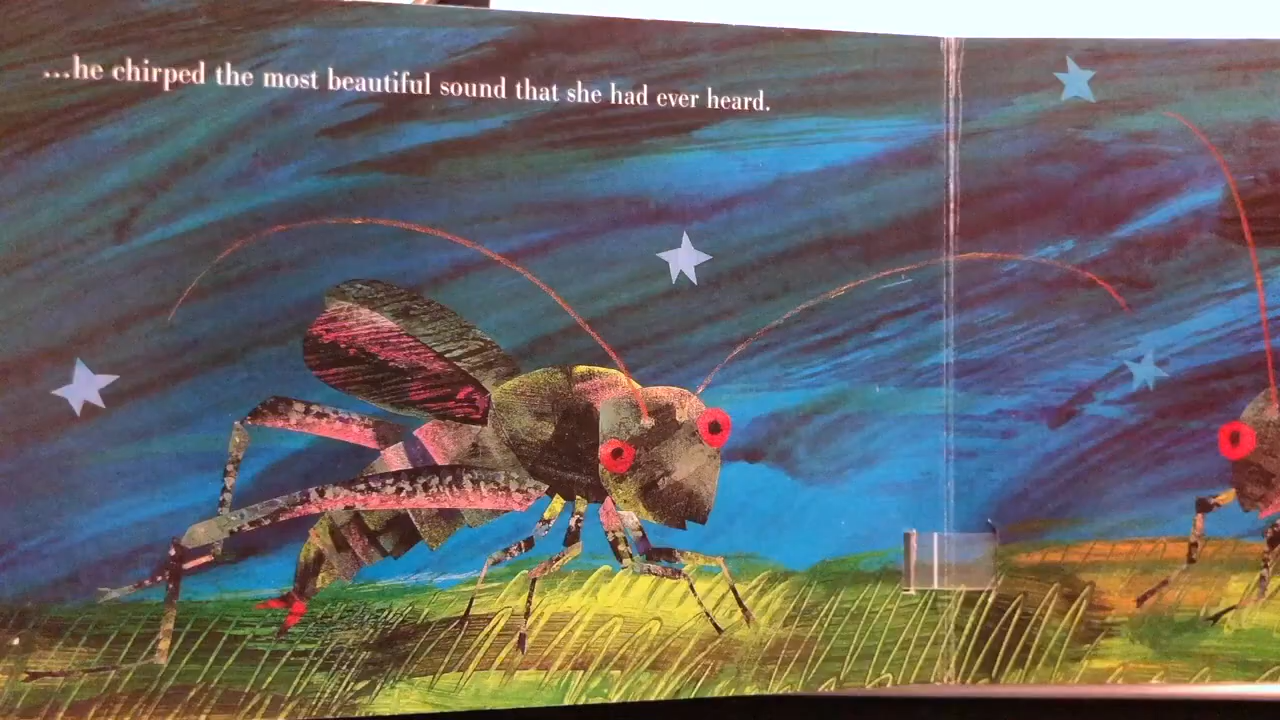 ...he chirped the most beautiful sound that she had ever heard.